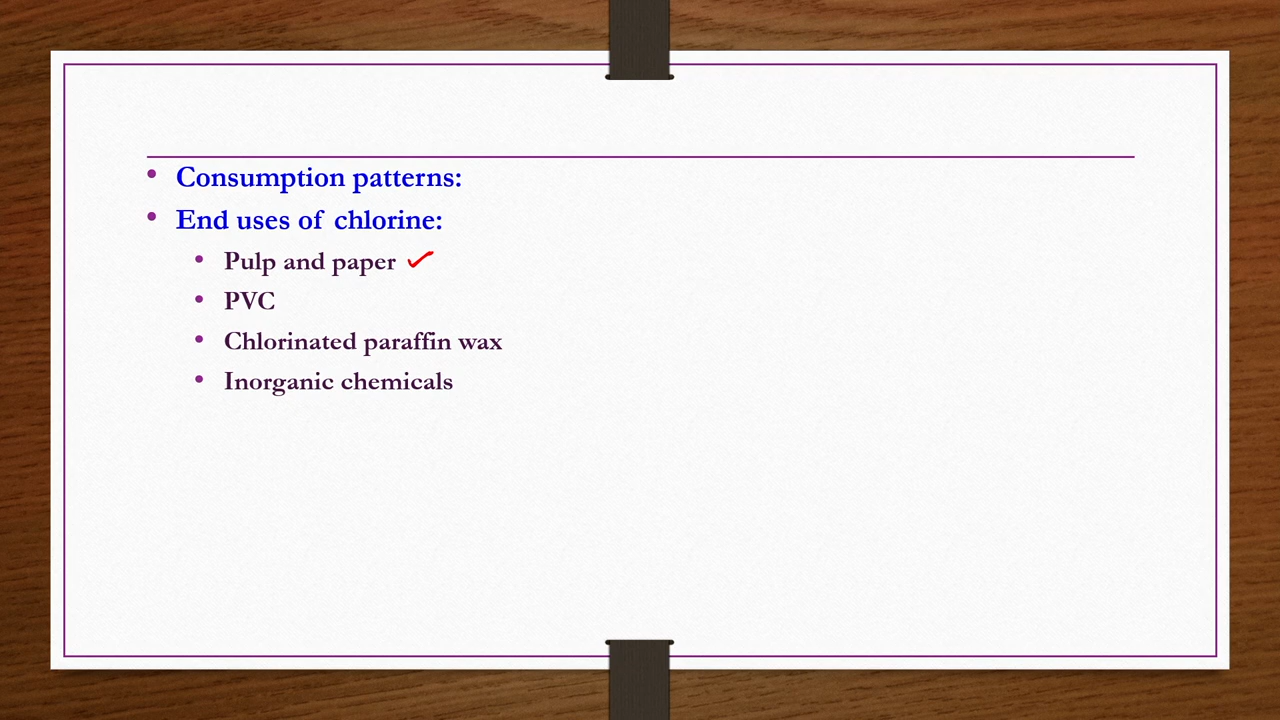 • Consumption patterns:
• End uses of chlorine:
• Pulp and paper ✓
• PVC
• Chlorinated paraffin wax
• Inorganic chemicals